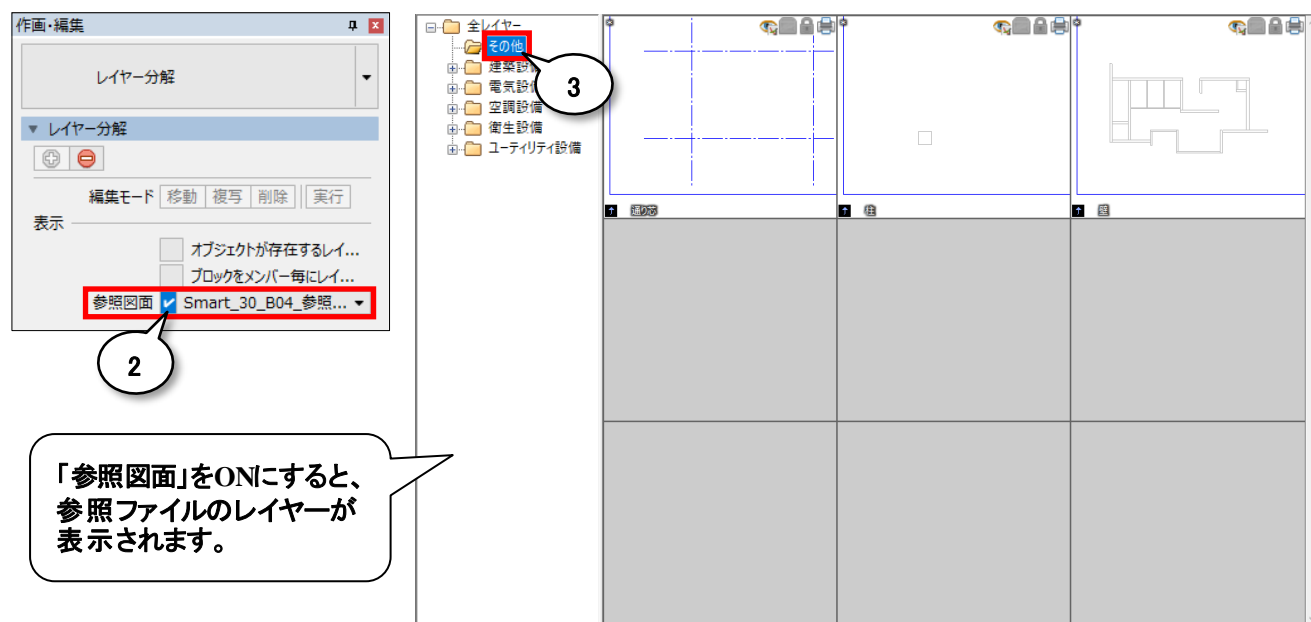 作画・編集
レイヤー分解
レイヤー分解
編集モード 移動 複写 削除 実行
表示
オブジェクトが存在するレイ...
ブロックをメンバー毎にレイ...
参照図面 Smart_30_B04_参照...
2
「参照図面」をONにすると、
参照ファイルのレイヤーが
表示されます。
全レイヤー
その他
建築設備
電気設備
空調設備
衛生設備
ユーティリティ設備
3
通り芯
柱
壁